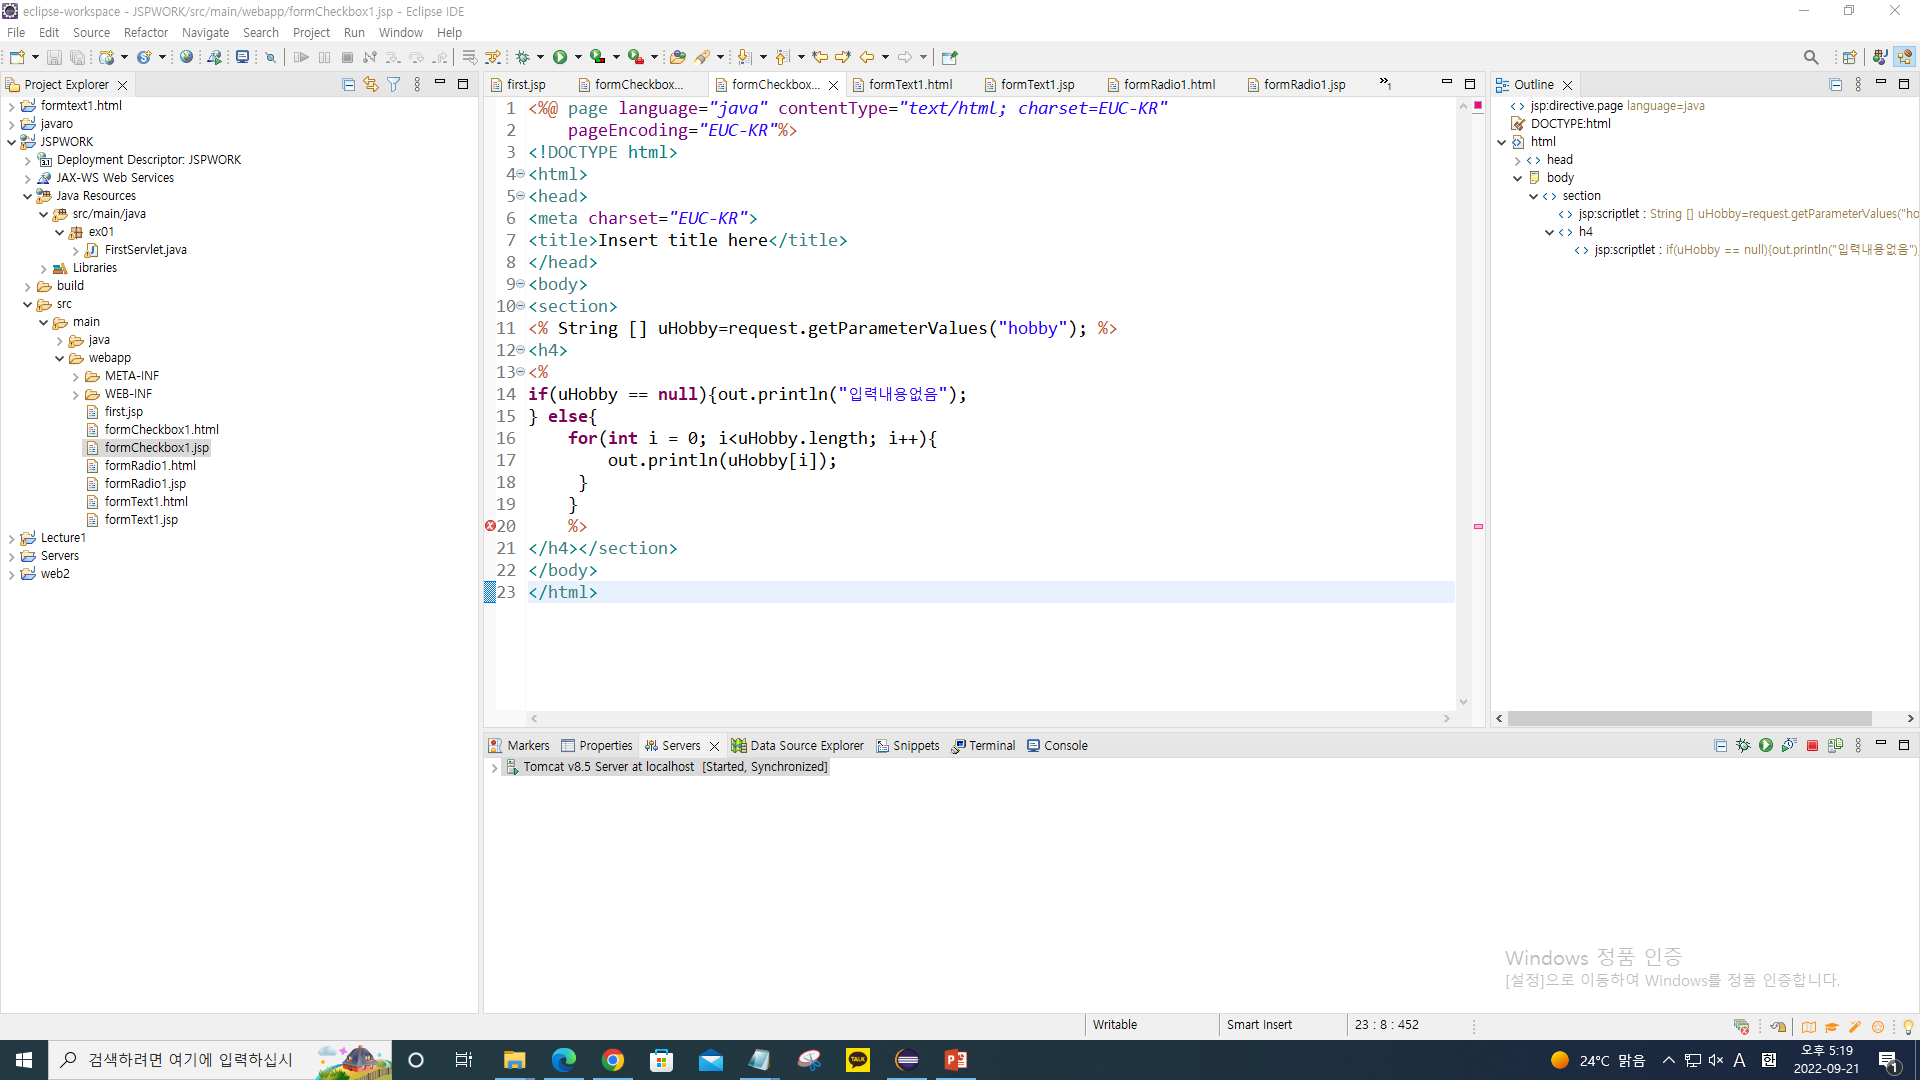 eclipse-workspace - JSPWORK/src/main/webapp/formCheckbox1.jsp - Eclipse IDE
File Edit Source Refactor Navigate Search Project Run Window Help
Project Explorer
formtext1.html
javaro
JSPWORK
Deployment Descriptor: JSPWORK
JAX-WS Web Services
Java Resources
src/main/java
ex01
FirstServlet.java
Libraries
build
src
main
java
webapp
META-INF
WEB-INF
first.jsp
formCheckbox1.html
formCheckbox1.jsp
formRadio1.html
formRadio1.jsp
formText1.html
formText1.jsp
Lecture1
Servers
web2
first.jsp formCheckbox... formCheckbox... formText1.html formText1.jsp formRadio1.html formRadio1.jsp »1
1 <%@ page language="java" contentType="text/html; charset=EUC-KR"
2     pageEncoding="EUC-KR"%>
3 <!DOCTYPE html>
4 <html>
5 <head>
6 <meta charset="EUC-KR">
7 <title>Insert title here</title>
8 </head>
9 <body>
10 <section>
11 <% String [] uHobby=request.getParameterValues("hobby"); %>
12 <h4>
13 <%
14 if(uHobby == null){out.println("입력내용없음");
15 } else{
16     for(int i = 0; i<uHobby.length; i++){
17         out.println(uHobby[i]);
18      }
19     }
20     %>
21 </h4></section>
22 </body>
23 </html>
Outline
jsp:directive.page language=java
DOCTYPE:html
html
head
body
section
jsp:scriptlet : String [] uHobby=request.getParameterValues("ho
h4
jsp:scriptlet : if(uHobby == null){out.println("입력내용없음")
Markers Properties Servers Data Source Explorer Snippets Terminal Console
Tomcat v8.5 Server at localhost [Started, Synchronized]
Windows 정품 인증
[설정]으로 이동하여 Windows를 정품 인증합니다.
Writable Smart Insert 23 : 8 : 452
검색하려면 여기에 입력하십시
TALK
24°C 맑음 A 한 오후 5:19
2022-09-21
1